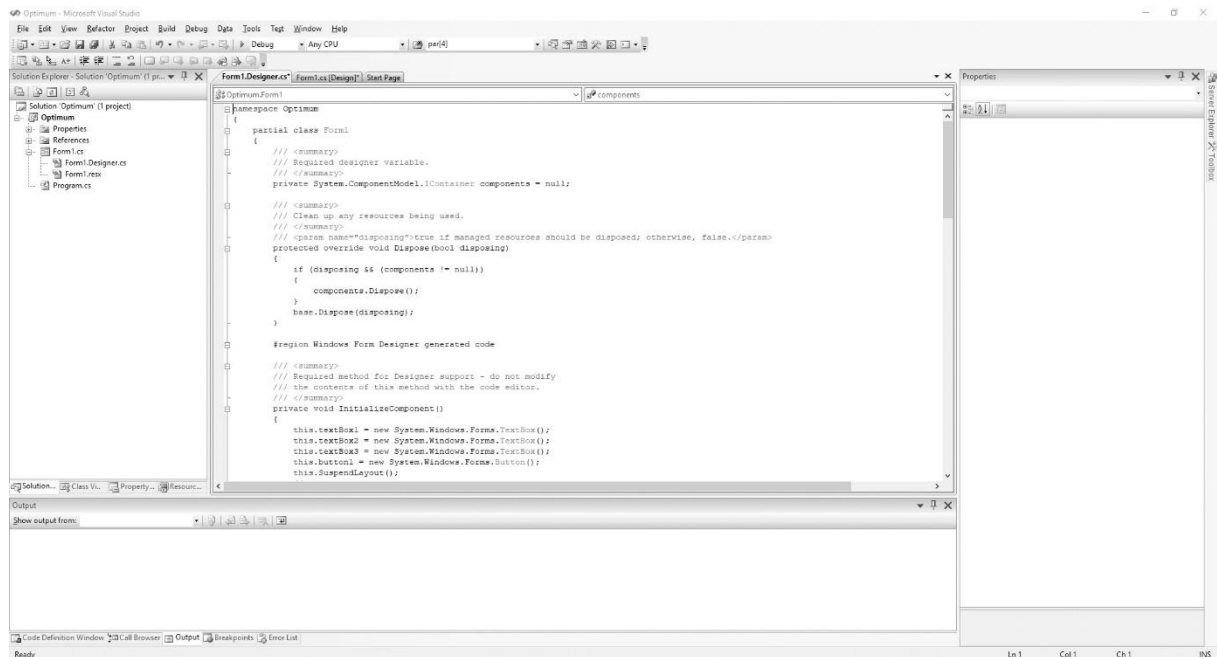 Optimum - Microsoft Visual Studio
File Edit View Refactor Project Build Debug Data Tools Test Window Help
Debug Any CPU par[4]
Solution Explorer - Solution 'Optimum' (1 pr...
Form1.Designer.cs* Form1.cs [Design]* Start Page
Properties
Optimum.Form1 components
Solution 'Optimum' (1 project)
Optimum
Properties
References
Form1.cs
Form1.Designer.cs
Form1.resx
Program.cs
namespace Optimum
{
partial class Form1
{
/// <summary>
/// Required designer variable.
/// </summary>
private System.ComponentModel.IContainer components = null;
/// <summary>
/// Clean up any resources being used.
/// </summary>
/// <param name="disposing">true if managed resources should be disposed; otherwise, false.</param>
protected override void Dispose(bool disposing)
{
if (disposing && (components != null))
{
components.Dispose();
}
base.Dispose(disposing);
}
#region Windows Form Designer generated code
/// <summary>
/// Required method for Designer support - do not modify
/// the contents of this method with the code editor.
/// </summary>
private void InitializeComponent()
{
this.textBox1 = new System.Windows.Forms.TextBox();
this.textBox2 = new System.Windows.Forms.TextBox();
this.textBox3 = new System.Windows.Forms.TextBox();
this.button1 = new System.Windows.Forms.Button();
this.SuspendLayout();
Server Explorer
Toolbox
Solution... Class Vi... Property... Resourc...
Output
Show output from:
Code Definition Window Call Browser Output Breakpoints Error List
Ready Ln 1 Col 1 Ch 1 INS